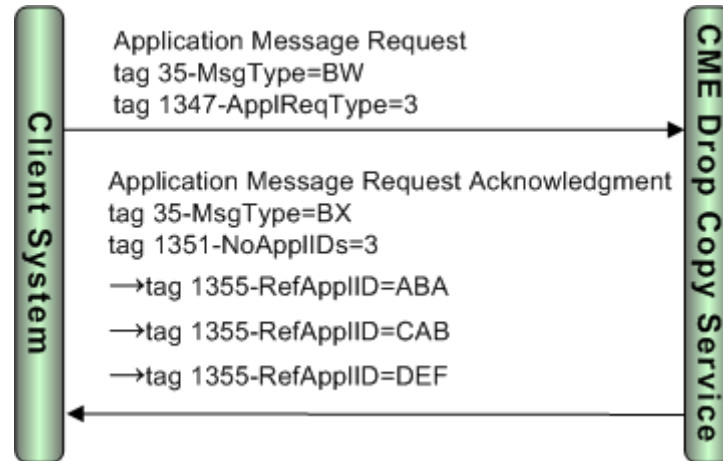 Client System
Application Message Request
tag 35-MsgType=BW
tag 1347-ApplReqType=3
Application Message Request Acknowledgment
tag 35-MsgType=BX
tag 1351-NoApplIDs=3
→tag 1355-RefApplID=ABA
→tag 1355-RefApplID=CAB
→tag 1355-RefApplID=DEF
CME Drop Copy Service